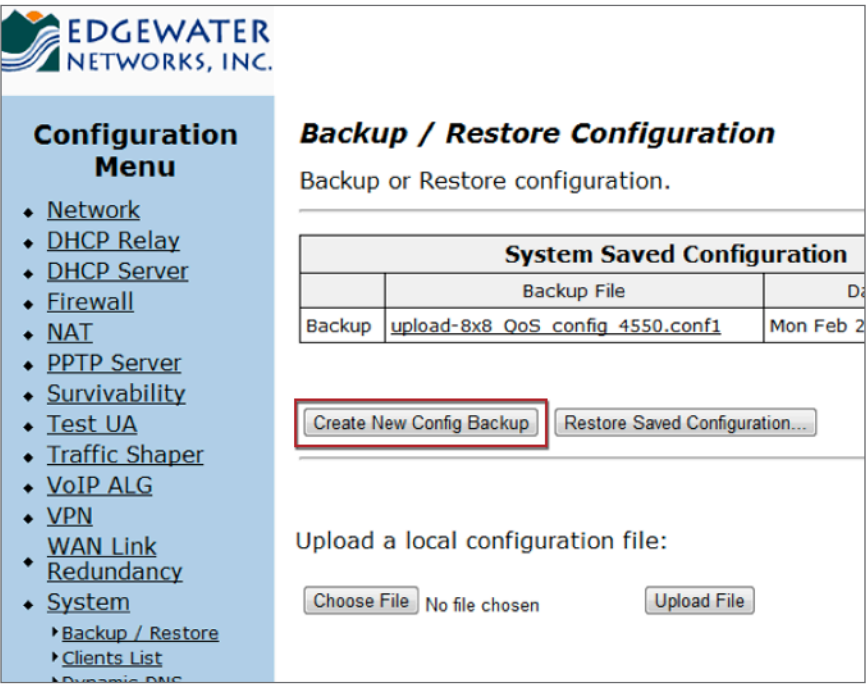 EDGEWATER
NETWORKS, INC.
Configuration
Menu
Network
DHCP Relay
DHCP Server
Firewall
NAT
PPTP Server
Survivability
Test UA
Traffic Shaper
VoIP ALG
VPN
WAN Link
Redundancy
System
Backup / Restore
Clients List
Dynamic DNS
Backup / Restore Configuration
Backup or Restore configuration.
System Saved Configuration
Backup File
Backup upload-8x8_QoS_config_4550.conf1 Mon Feb 2
Create New Config Backup Restore Saved Configuration...
Upload a local configuration file:
Choose File No file chosen Upload File